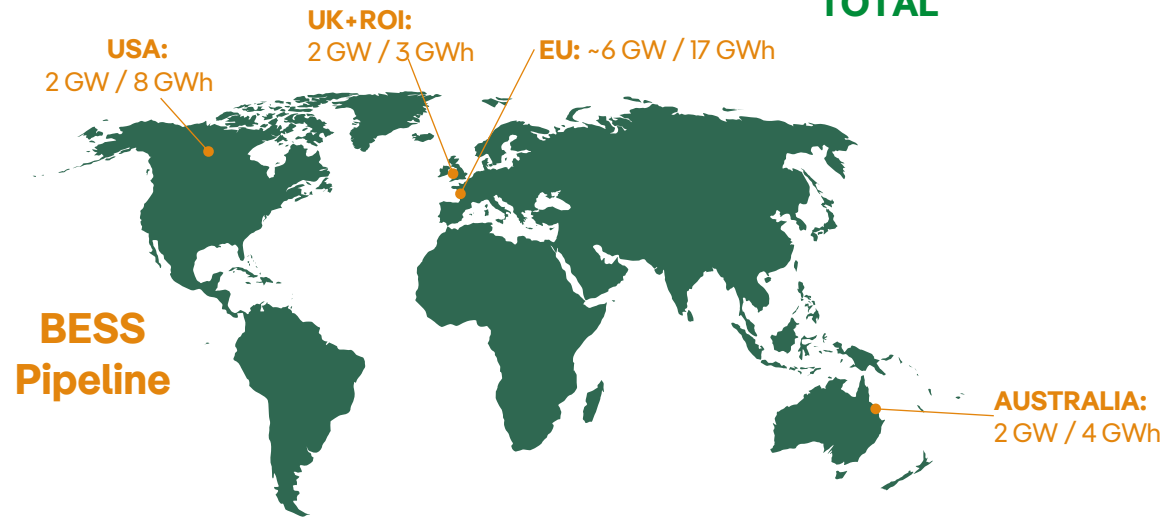 TOTAL
UK+ROI:
2 GW / 3 GWh
USA:
2 GW / 8 GWh
EU: ~6 GW / 17 GWh
BESS
Pipeline
AUSTRALIA:
2 GW / 4 GWh